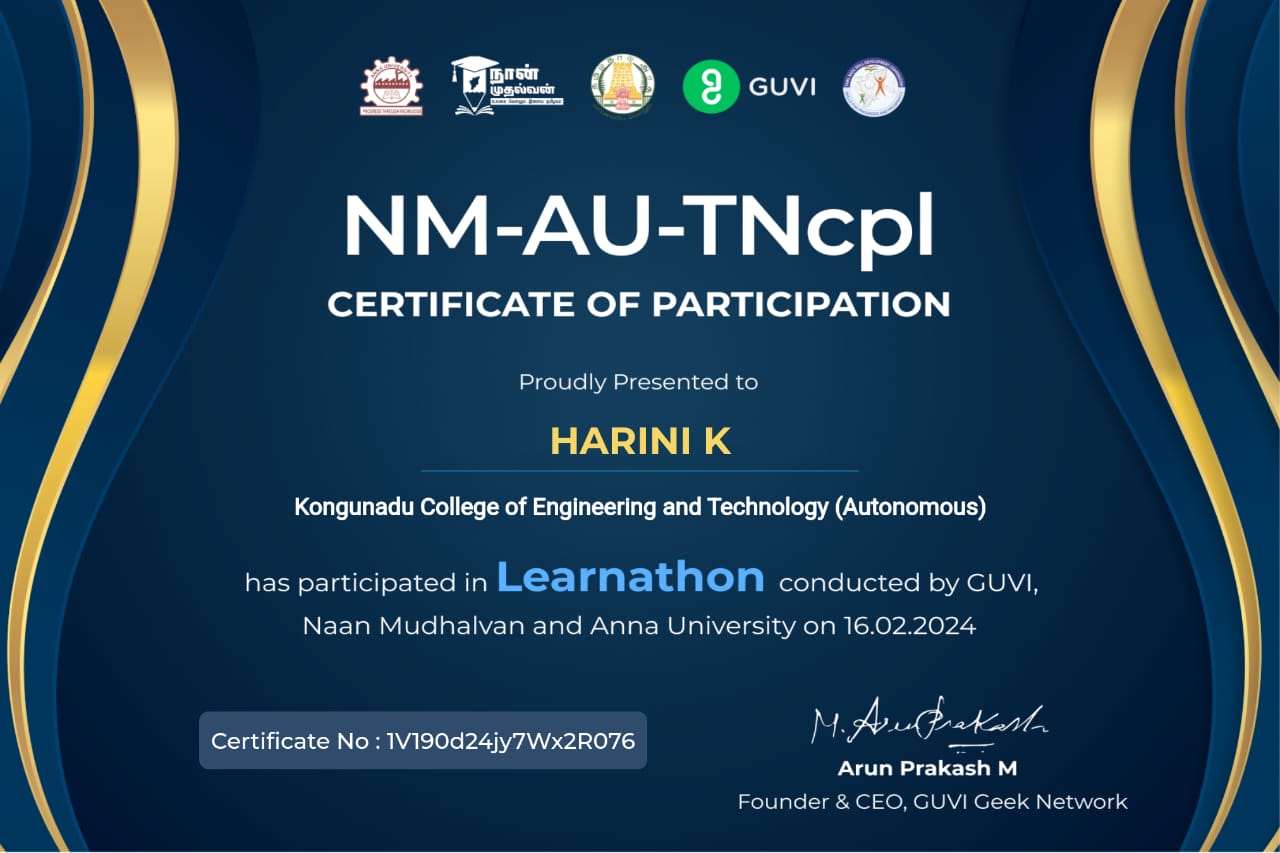 நான்
முதல்வன்
GUVI
NM-AU-TNcpl
CERTIFICATE OF PARTICIPATION
Proudly Presented to
HARINI K
Kongunadu College of Engineering and Technology (Autonomous)
has participated in Learnathon conducted by GUVI,
Naan Mudhalvan and Anna University on 16.02.2024
Certificate No : 1V190d24jy7Wx2R076
M. Arun Prakash
Arun Prakash M
Founder & CEO, GUVI Geek Network